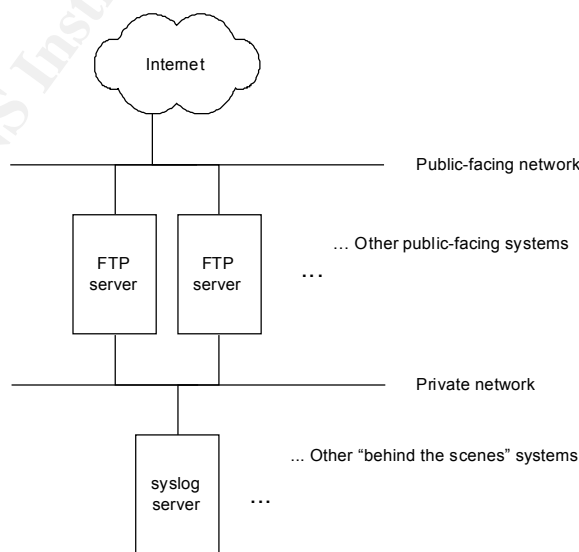 Internet
Public-facing network
FTP
server
FTP
server
... Other public-facing systems
...
Private network
... Other “behind the scenes” systems
syslog
server
...